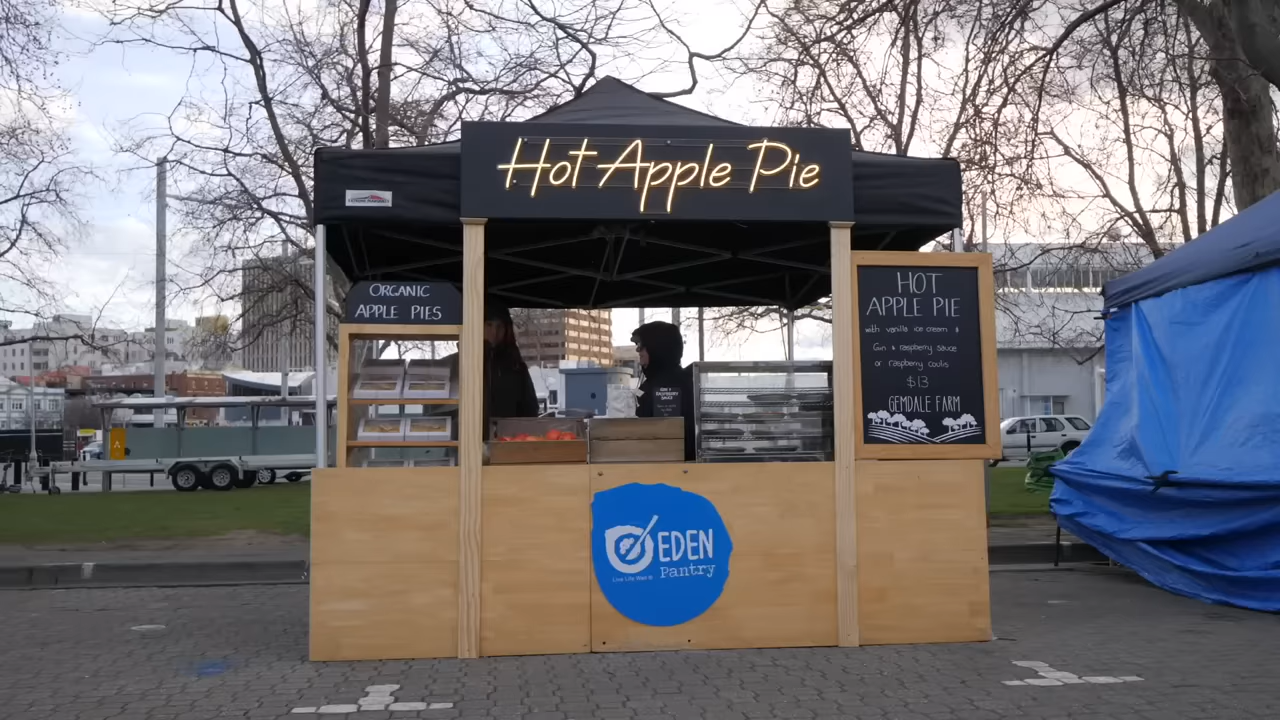 Hot Apple Pie
ORGANIC
APPLE PIES
HOT
APPLE PIE
with vanilla ice cream &
Gin & raspberry sauce
or raspberry coulis
$13
GEMDALE FARM
EDEN
Pantry
Live Life Well